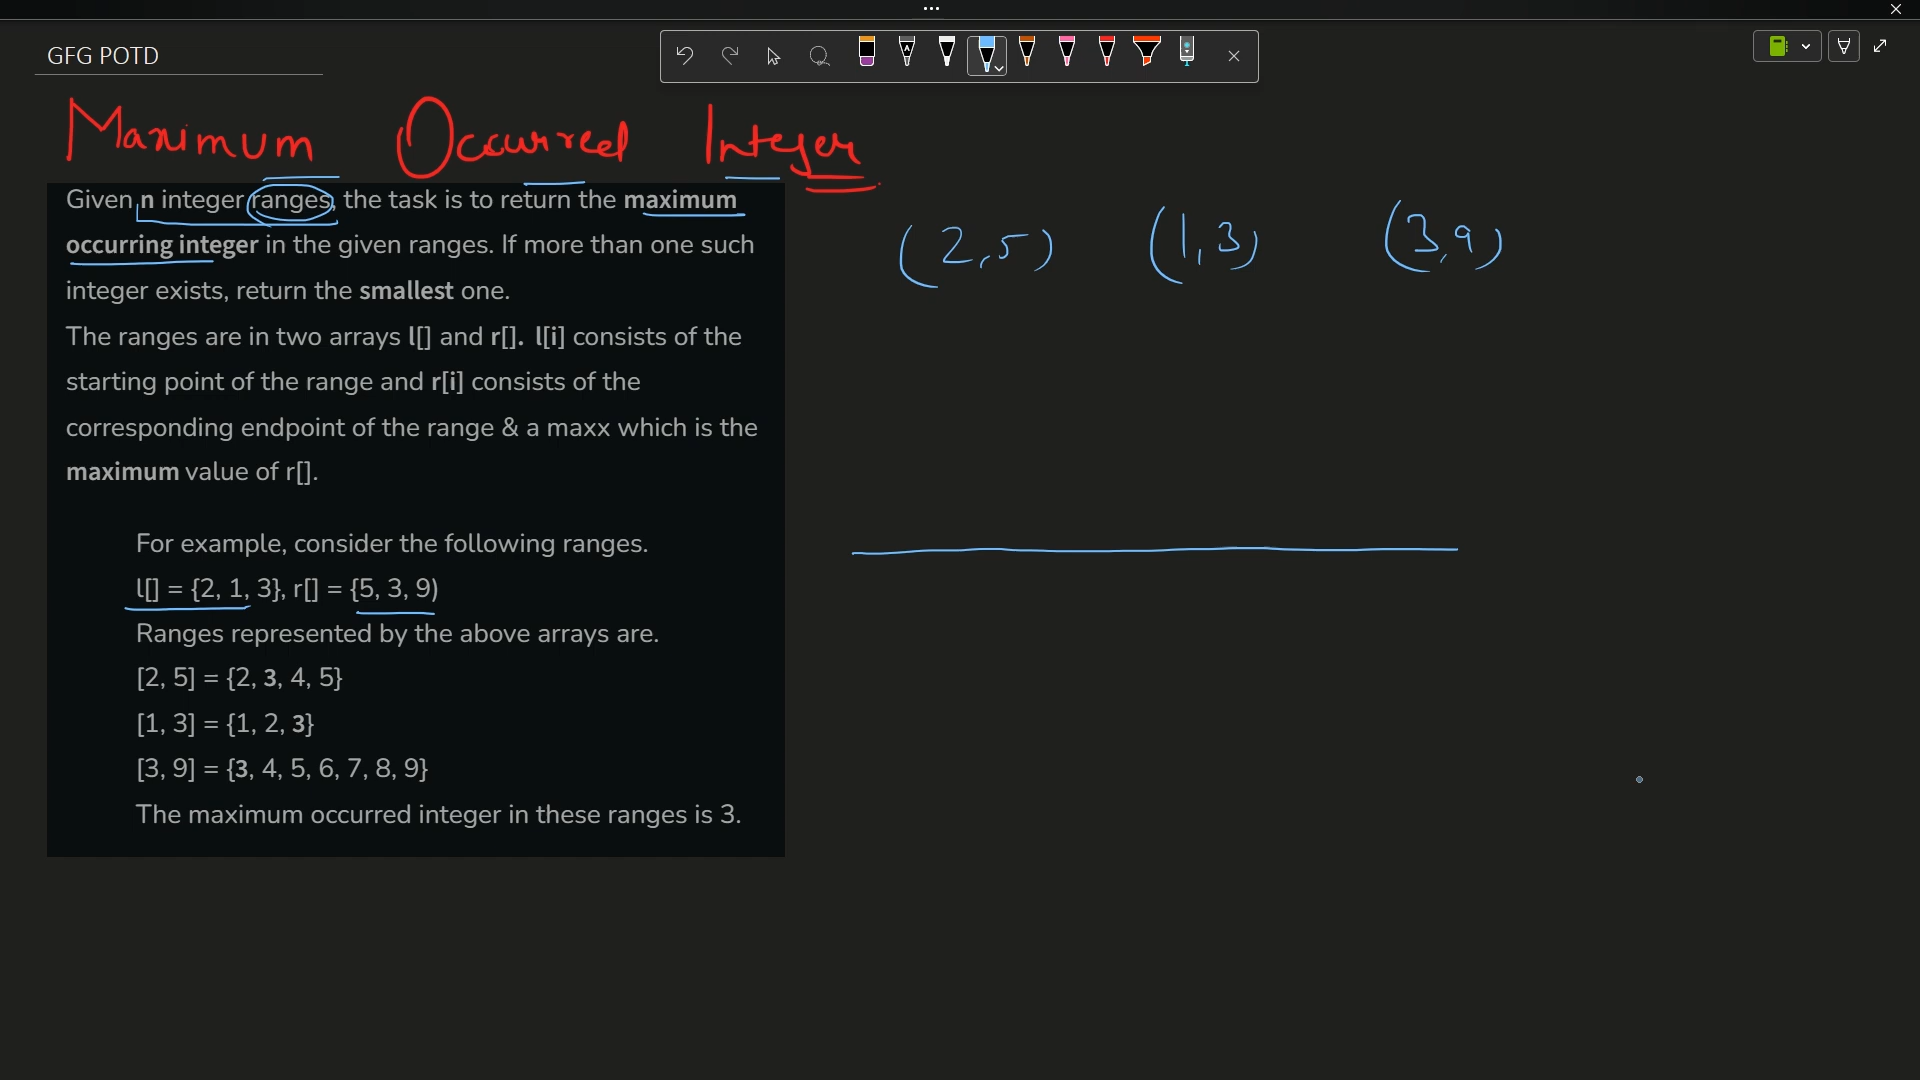 GFG POTD
Maximum Occurred Integer
Given n integer ranges, the task is to return the maximum
occurring integer in the given ranges. If more than one such
integer exists, return the smallest one.
The ranges are in two arrays l[] and r[]. l[i] consists of the
starting point of the range and r[i] consists of the
corresponding endpoint of the range & a maxx which is the
maximum value of r[].
For example, consider the following ranges.
l[] = {2, 1, 3}, r[] = {5, 3, 9)
Ranges represented by the above arrays are.
[2, 5] = {2, 3, 4, 5}
[1, 3] = {1, 2, 3}
[3, 9] = {3, 4, 5, 6, 7, 8, 9}
The maximum occurred integer in these ranges is 3.
(2,5) (1,3) (3,9)